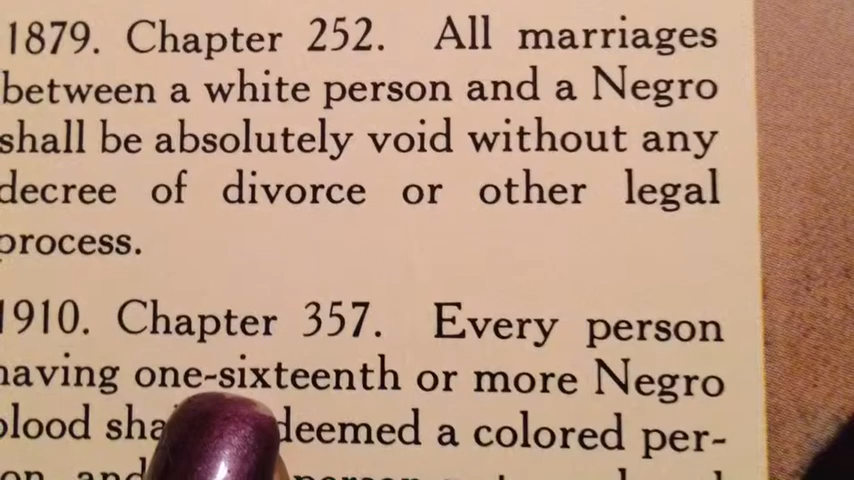 1879. Chapter 252. All marriages
between a white person and a Negro
shall be absolutely void without any
decree of divorce or other legal
process.
1910. Chapter 357. Every person
having one-sixteenth or more Negro
blood deemed a colored per-